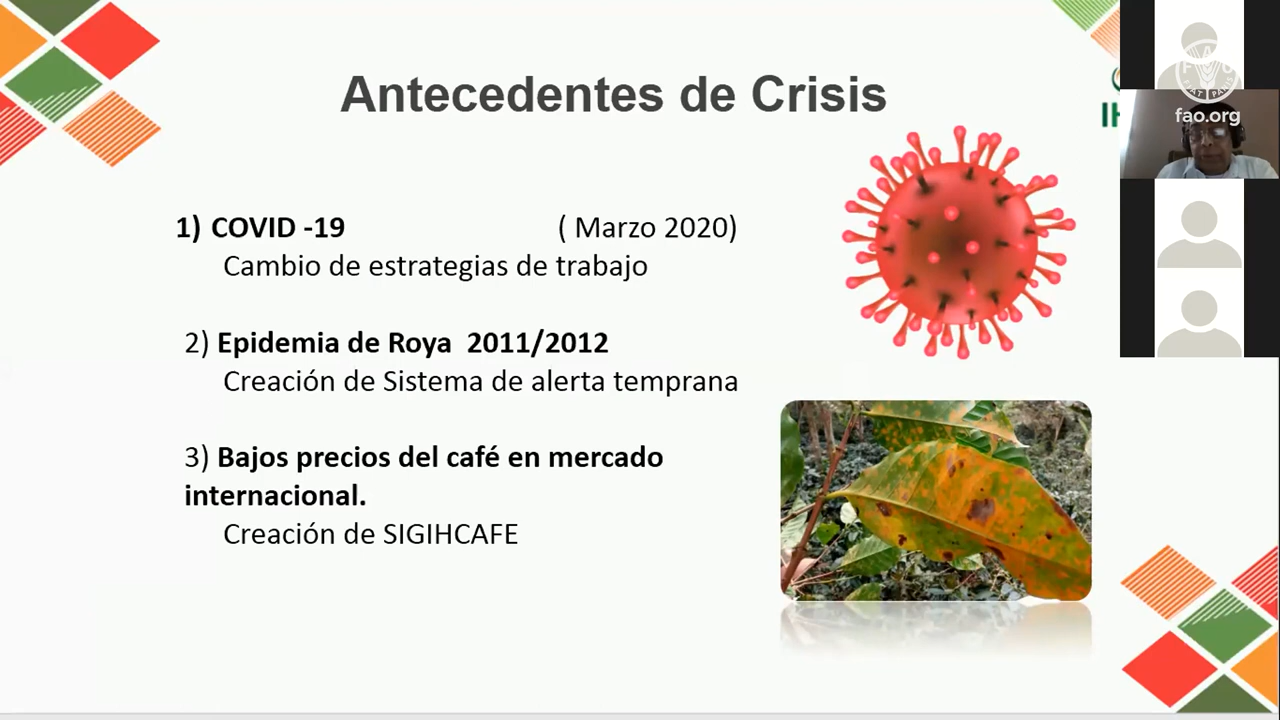 Antecedentes de Crisis
1) COVID -19 ( Marzo 2020)
Cambio de estrategias de trabajo
2) Epidemia de Roya 2011/2012
Creación de Sistema de alerta temprana
3) Bajos precios del café en mercado
internacional.
Creación de SIGIHCAFE
fao.org